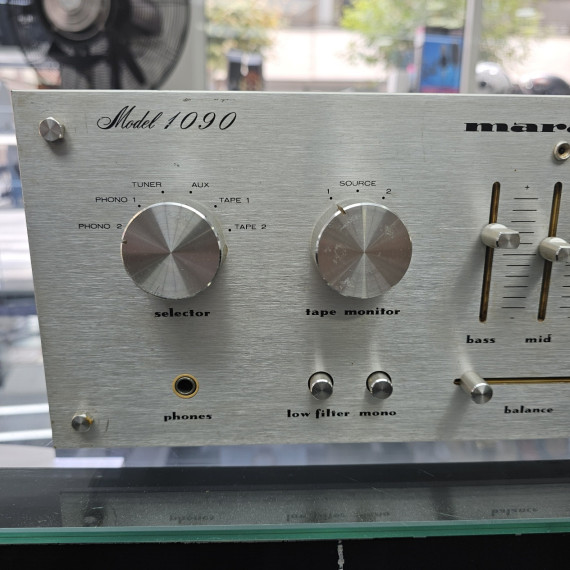 Model 1090
mara
SOURCE
TUNER AUX
1 2
PHONO 1 TAPE 1
PHONO 2 TAPE 2
+
selector
tape monitor
bass mid
phones
low filter mono
balance